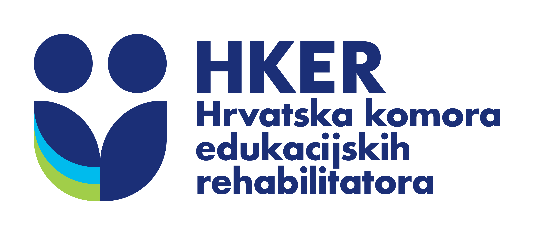 HKER
Hrvatska komora
edukacijskih
rehabilitatora